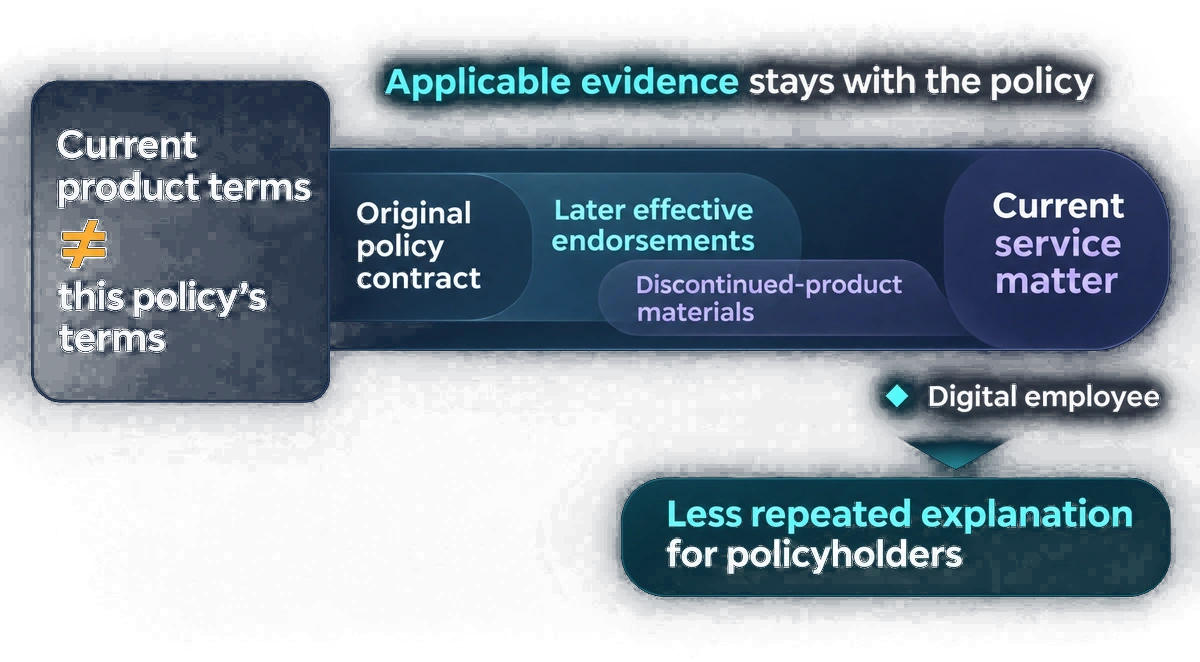 Applicable evidence stays with the policy
Current
product terms
≠
this policy's
terms
Original
policy
contract
Later effective
endorsements
Discontinued-product
materials
Current
service
matter
Digital employee
Less repeated explanation
for policyholders